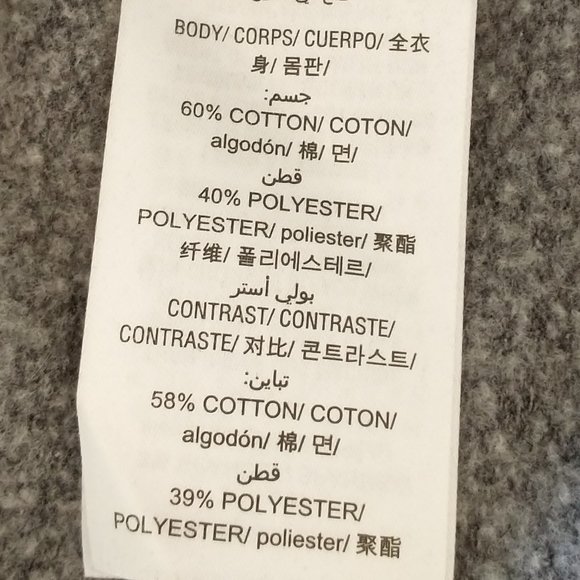 BODY/ CORPS/ CUERPO/ 全衣
身/ 몸판/
جسم:
60% COTTON/ COTON/
algodón/ 棉/ 면/
قطن
40% POLYESTER/
POLYESTER/ poliester/ 聚酯
纤维/ 폴리에스테르/
بولي أستر
CONTRAST/ CONTRASTE/
CONTRASTE/ 对比/ 콘트라스트/
تباين:
58% COTTON/ COTON/
algodón/ 棉/ 면/
قطن
39% POLYESTER/
POLYESTER/ poliester/ 聚酯